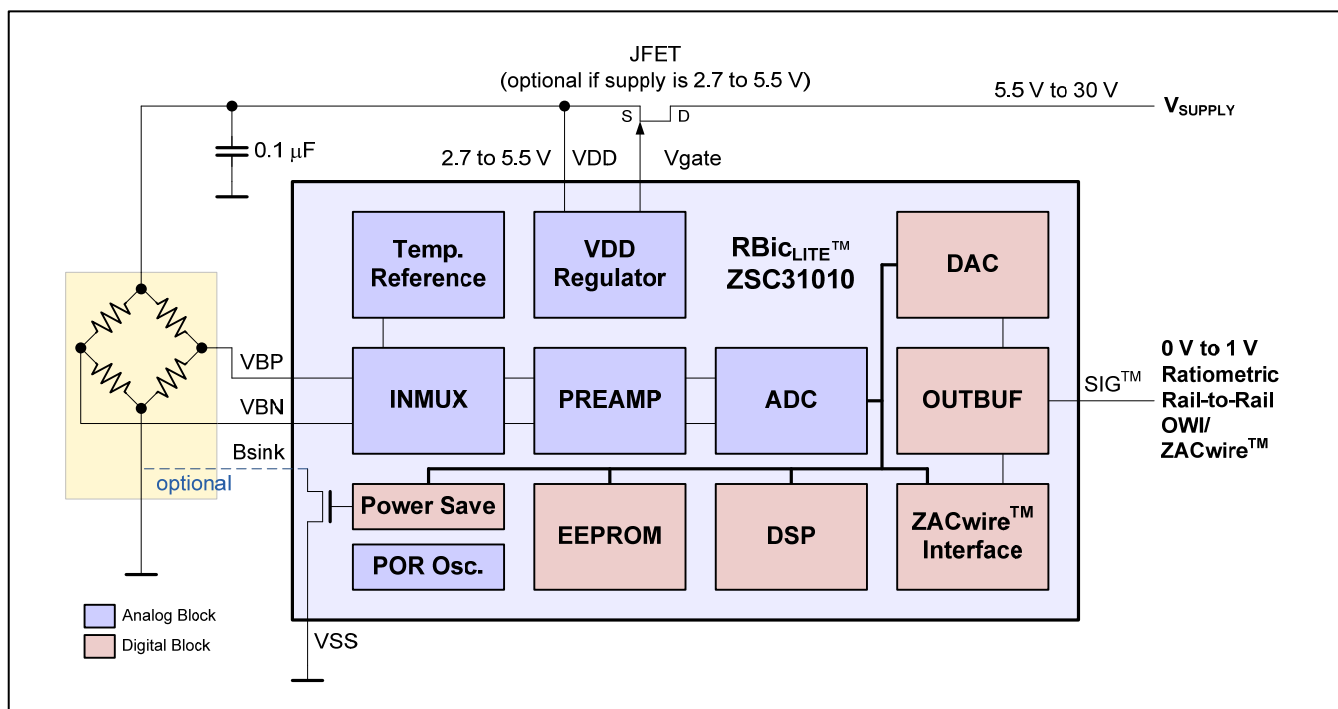 JFET
(optional if supply is 2.7 to 5.5 V)
5.5 V to 30 V
VSUPPLY
S
D
0.1 µF
2.7 to 5.5 V
VDD
Vgate
Temp.
Reference
VDD
Regulator
RBicLITE™
ZSC31010
DAC
VBP
VBN
INMUX
PREAMP
ADC
OUTBUF
SIG™
0 V to 1 V
Ratiometric
Rail-to-Rail
OWI/
ZACwire™
Bsink
optional
Power Save
POR Osc.
EEPROM
DSP
ZACwire™
Interface
Analog Block
Digital Block
VSS